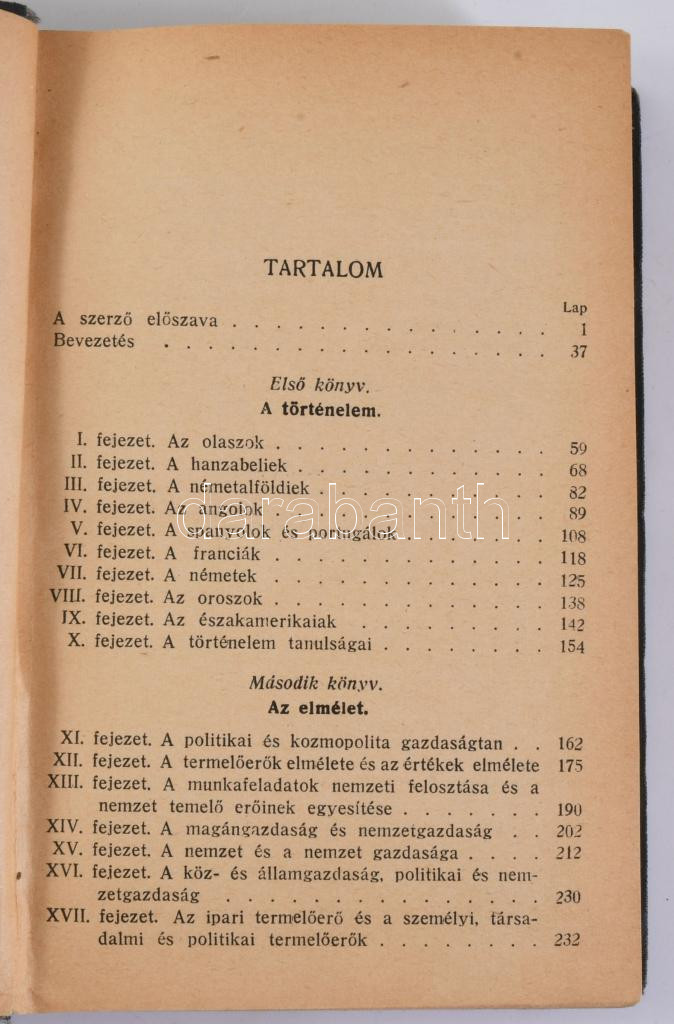 TARTALOM
Lap
A szerző előszava . . . . . . . . . . . . . . . 1
Bevezetés . . . . . . . . . . . . . . . . . 37
Első könyv.
A történelem.
I. fejezet. Az olaszok . . . . . . . . . . . . . 59
II. fejezet. A hanzabeliek . . . . . . . . . . . . 68
III. fejezet. A németalföldiek . . . . . . . . . . . 82
IV. fejezet. Az angolok . . . . . . . . . . . . . 89
V. fejezet. A spanyolok és portugálok . . . . . . . 108
VI. fejezet. A franciák . . . . . . . . . . . . . 118
VII. fejezet. A németek . . . . . . . . . . . . . 125
VIII. fejezet. Az oroszok . . . . . . . . . . . . . 138
IX. fejezet. Az északamerikaiak . . . . . . . . . 142
X. fejezet. A történelem tanulságai . . . . . . . . 154
Második könyv.
Az elmélet.
XI. fejezet. A politikai és kozmopolita gazdaságtan . . 162
XII. fejezet. A termelőerők elmélete és az értékek elmélete 175
XIII. fejezet. A munkafeladatok nemzeti felosztása és a
nemzet temelő erőinek egyesítése . . . . . . . 190
XIV. fejezet. A magángazdaság és nemzetgazdaság . . 202
XV. fejezet. A nemzet és a nemzet gazdasága . . . . 212
XVI. fejezet. A köz- és államgazdaság, politikai és nem-
zetgazdaság . . . . . . . . . . . . . . . 230
XVII. fejezet. Az ipari termelőerő és a személyi, társa-
dalmi és politikai termelőerők . . . . . . . . 232
darabanth